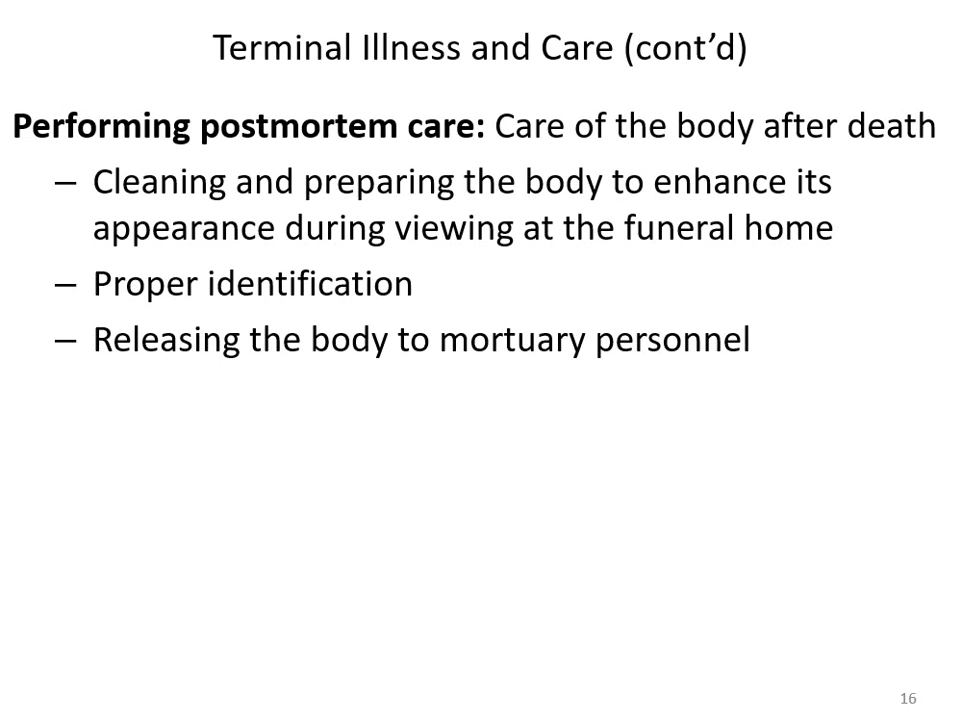 Terminal Illness and Care (cont’d)
Performing postmortem care: Care of the body after death
– Cleaning and preparing the body to enhance its
appearance during viewing at the funeral home
– Proper identification
– Releasing the body to mortuary personnel
16